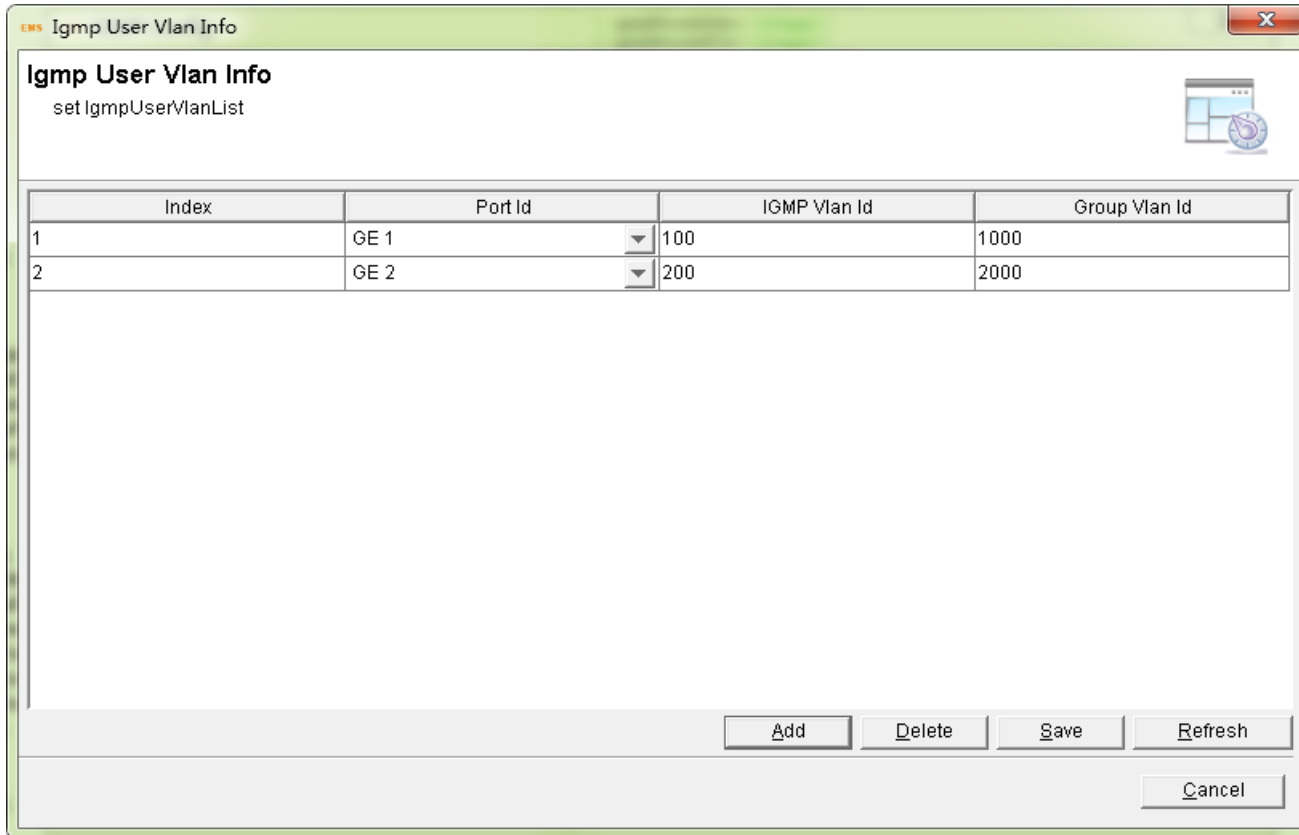 EMS Igmp User Vlan Info
Igmp User Vlan Info
set IgmpUserVlanList
Index Port Id IGMP Vlan Id Group Vlan Id
1 GE 1 100 1000
2 GE 2 200 2000
Add Delete Save Refresh
Cancel